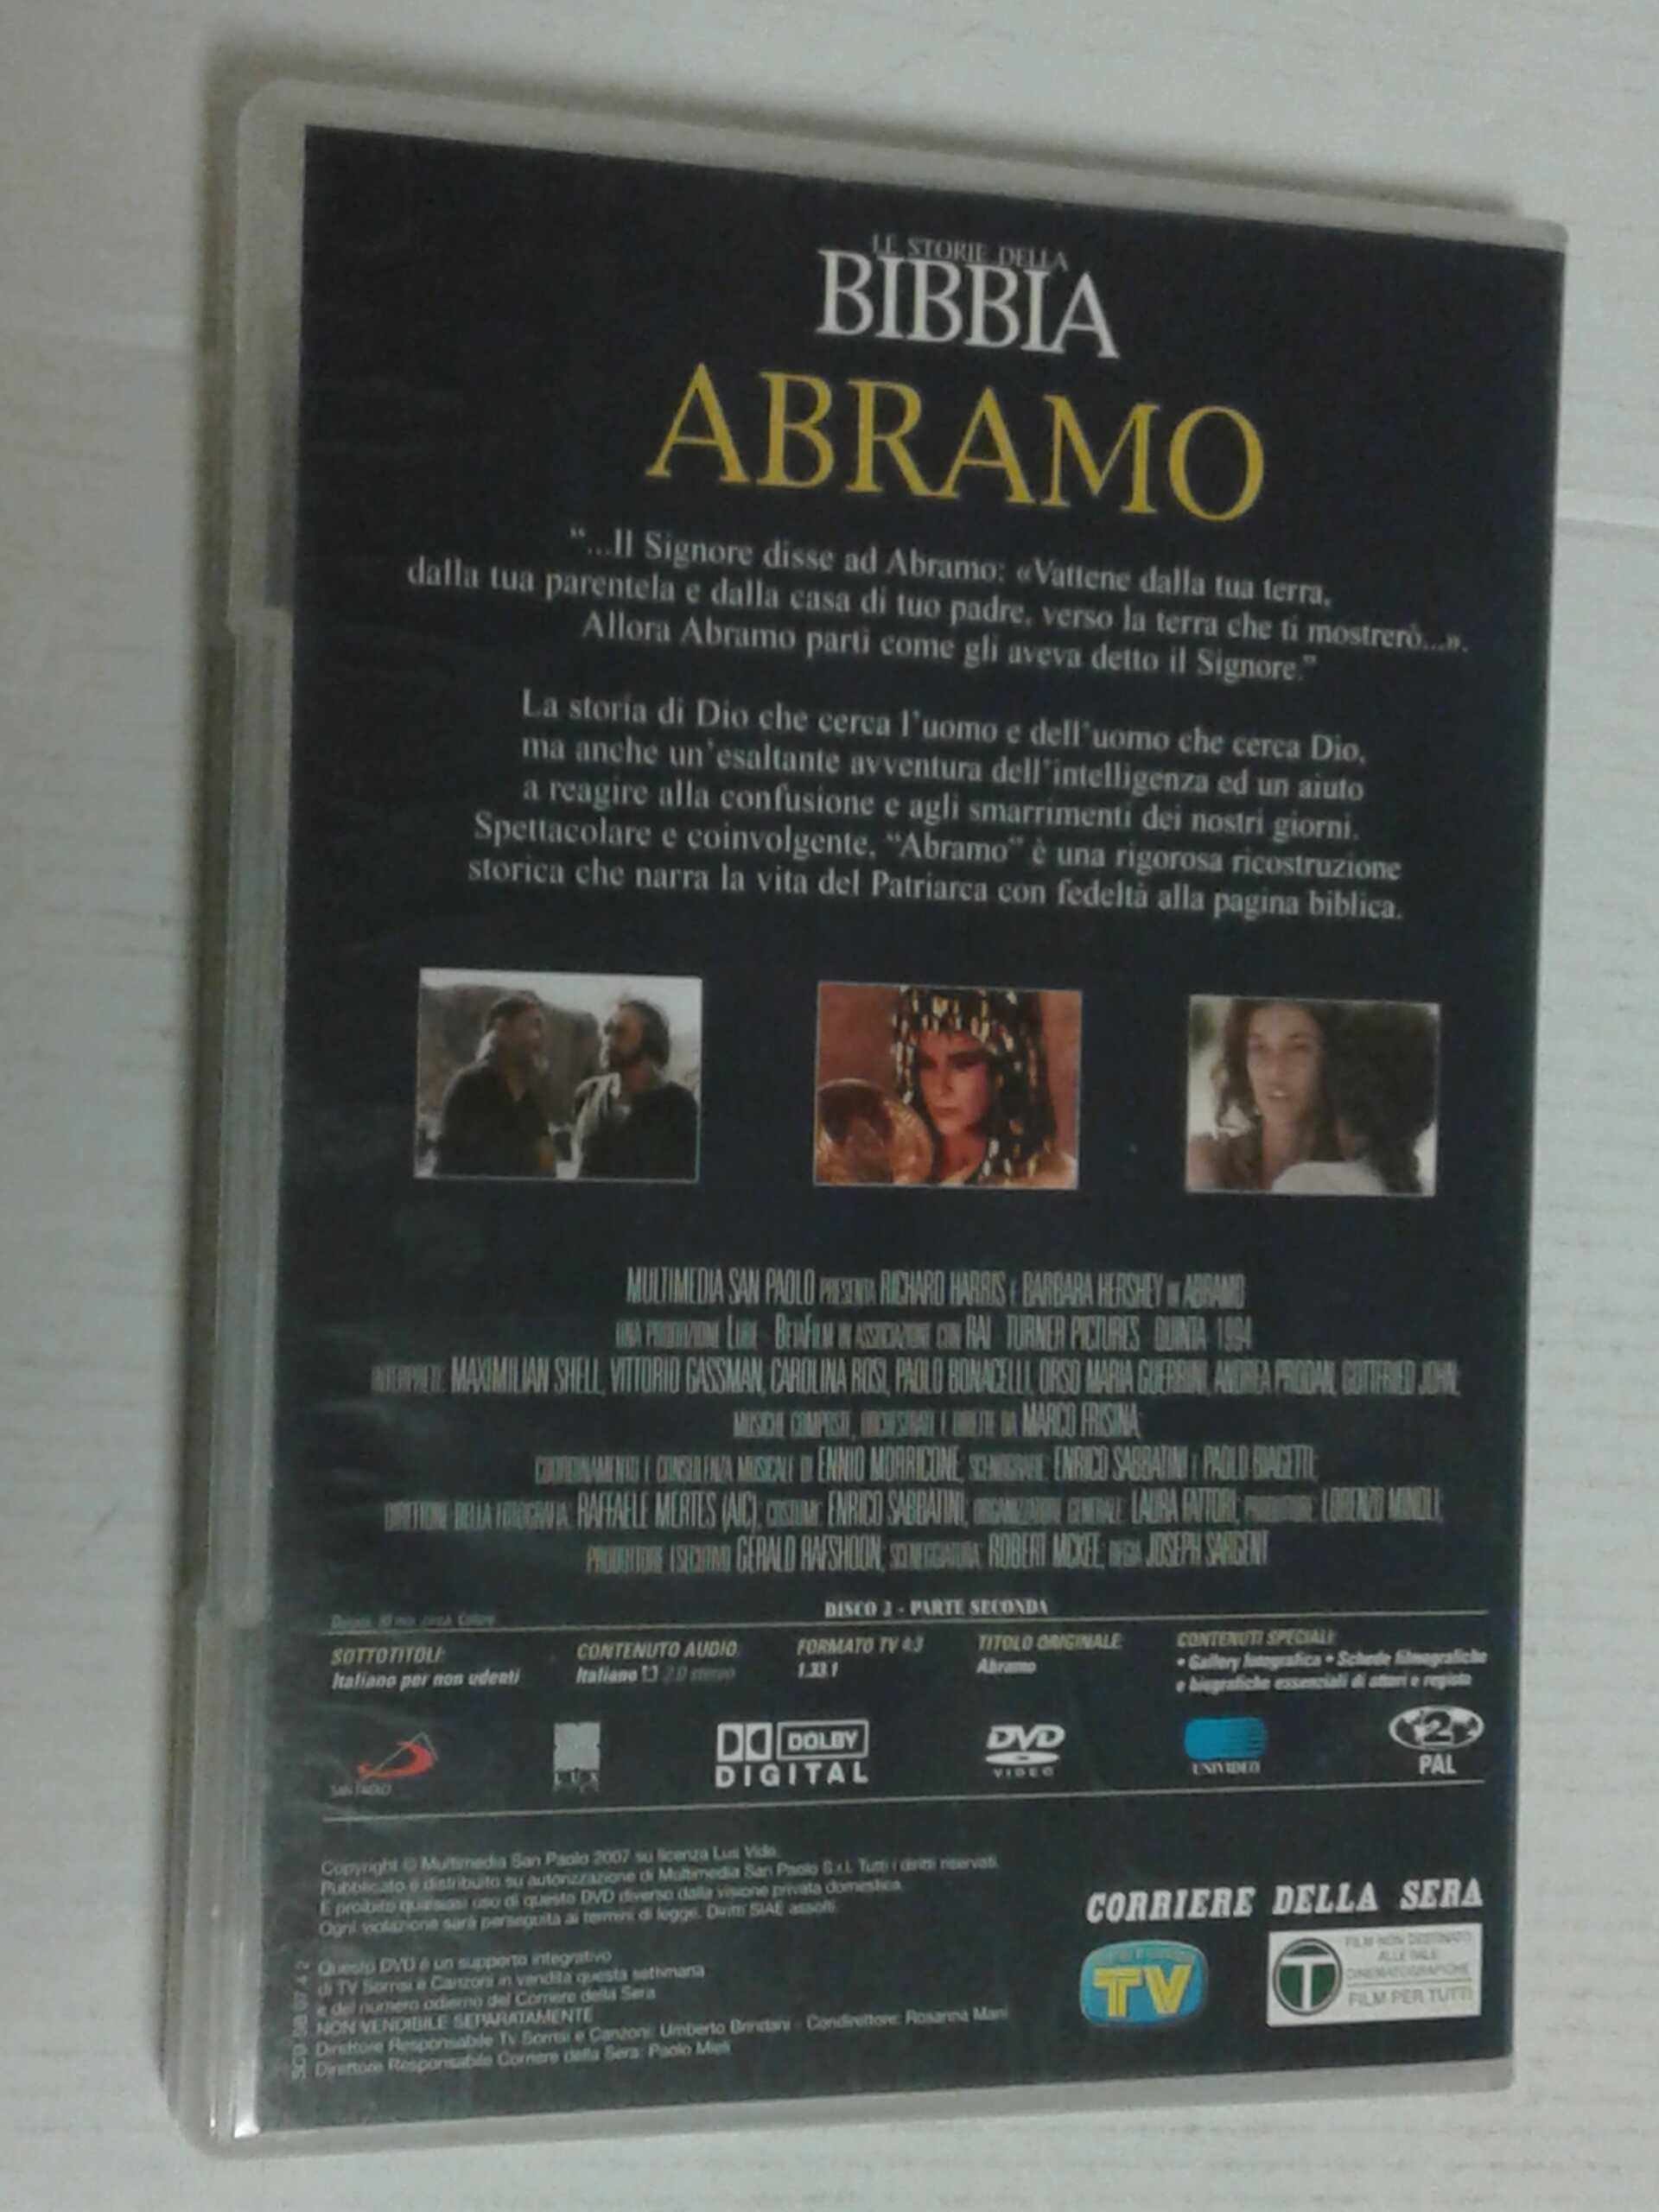 LE STORIE DELLA
BIBBIA
ABRAMO
“...Il Signore disse ad Abramo: «Vattene dalla tua terra,
dalla tua parentela e dalla casa di tuo padre, verso la terra che ti mostrerò...».
Allora Abramo partì come gli aveva detto il Signore.”
La storia di Dio che cerca l'uomo e dell'uomo che cerca Dio,
ma anche un'esaltante avventura dell'intelligenza ed un aiuto
a reagire alla confusione e agli smarrimenti dei nostri giorni.
Spettacolare e coinvolgente, “Abramo” è una rigorosa ricostruzione
storica che narra la vita del Patriarca con fedeltà alla pagina biblica.
MULTIMEDIA SAN PAOLO PRESENTA RICHARD HARRIS E BARBARA HERSHEY IN ABRAMO
UNA PRODUZIONE LUBE - BETAFILM IN ASSOCIAZIONE CON RAI TURNER PICTURES QUINTA 1994
INTERPRETI: MAXIMILIAN SHELL, VITTORIO GASSMAN, CAROLINA ROSI, PAOLO BONACELLI, ORSO MARIA GUERRINI, ANDREA PRODAN, GOTTFRIED JOHN;
MUSICHE COMPOSTE, ORCHESTRATE E DIRETTE DA MARCO FRISINA;
COORDINAMENTO E CONSULENZA MUSICALE DI ENNIO MORRICONE; SCENOGRAFIE: ENRICO SABBATINI E PAOLO BIAGETTI;
DIRETTORE DELLA FOTOGRAFIA: RAFFAELE MERTES (AIC); COSTUMI: ENRICO SABBATINI; ORGANIZZAZIONE GENERALE: LAURA FATTORI; PRODUTTORE: LORENZO MINOLI;
PRODUTTORE ESECUTIVO GERALD RAFSHOON; SCENEGGIATURA: ROBERT MCKEE; REGIA JOSEPH SARGENT
DISCO 2 - PARTE SECONDA
Durata: 90 min. circa. Colore
SOTTOTITOLI:
Italiano per non udenti
CONTENUTO AUDIO:
Italiano 2.0 stereo
FORMATO TV 4:3
1.33:1
TITOLO ORIGINALE
Abramo
CONTENUTI SPECIALI:
• Gallery fotografica • Schede filmografiche
e biografiche essenziali di attori e regista
SAN PAOLO
LUX
DOLBY
DIGITAL
DVD
VIDEO
UNIVIDEO
2
PAL
Copyright © Multimedia San Paolo 2007 su licenza Lux Vide.
Pubblicato e distribuito su autorizzazione di Multimedia San Paolo S.r.l. Tutti i diritti riservati.
È proibito qualsiasi uso di questo DVD diverso dalla visione privata domestica.
Ogni violazione sarà perseguita ai termini di legge. Diritti SIAE assolti.
Questo DVD è un supporto integrativo
di TV Sorrisi e Canzoni in vendita questa settimana
e del numero odierno del Corriere della Sera
NON VENDIBILE SEPARATAMENTE
Direttore Responsabile Tv Sorrisi e Canzoni: Umberto Brindani - Condirettore: Rosanna Mani
Direttore Responsabile Corriere della Sera: Paolo Mieli
CORRIERE DELLA SERA
TV
T
FILM NON DESTINATO
ALLE SALE
CINEMATOGRAFICHE
FILM PER TUTTI